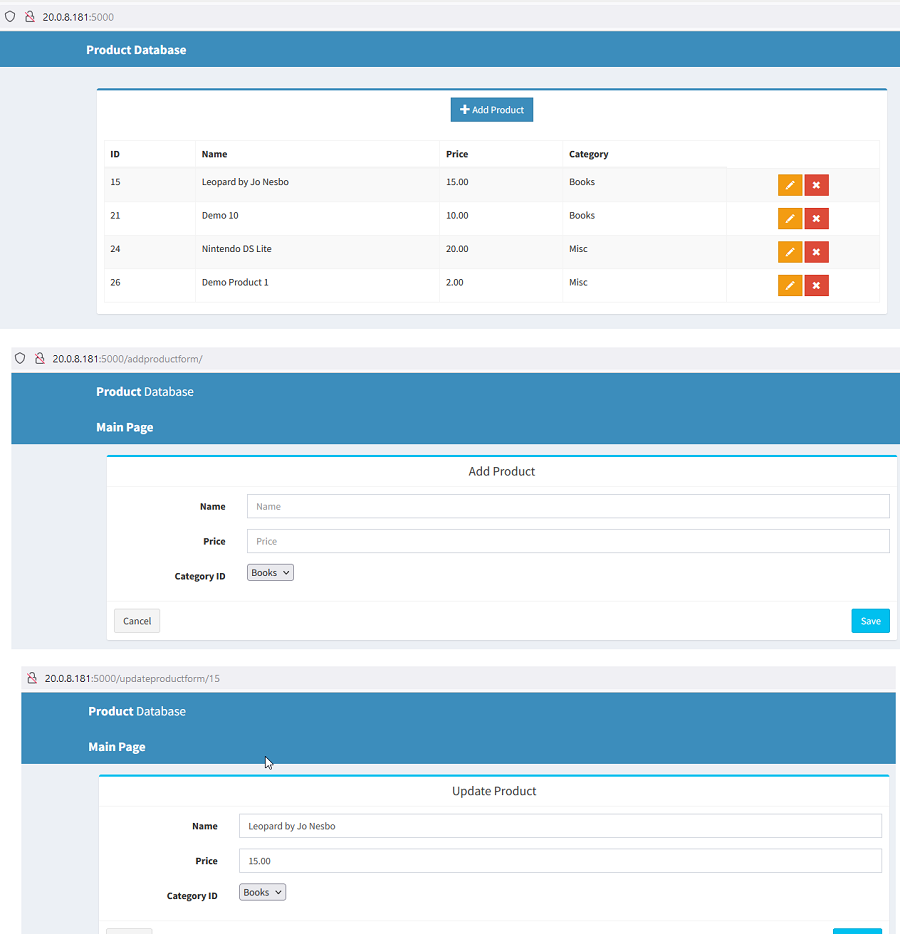 20.0.8.181:5000
Product Database
Add Product
ID Name Price Category
15 Leopard by Jo Nesbo 15.00 Books
21 Demo 10 10.00 Books
24 Nintendo DS Lite 20.00 Misc
26 Demo Product 1 2.00 Misc
20.0.8.181:5000/addproductform/
Product Database
Main Page
Add Product
Name Name
Price Price
Category ID Books
Cancel Save
20.0.8.181:5000/updateproductform/15
Product Database
Main Page
Update Product
Name Leopard by Jo Nesbo
Price 15.00
Category ID Books